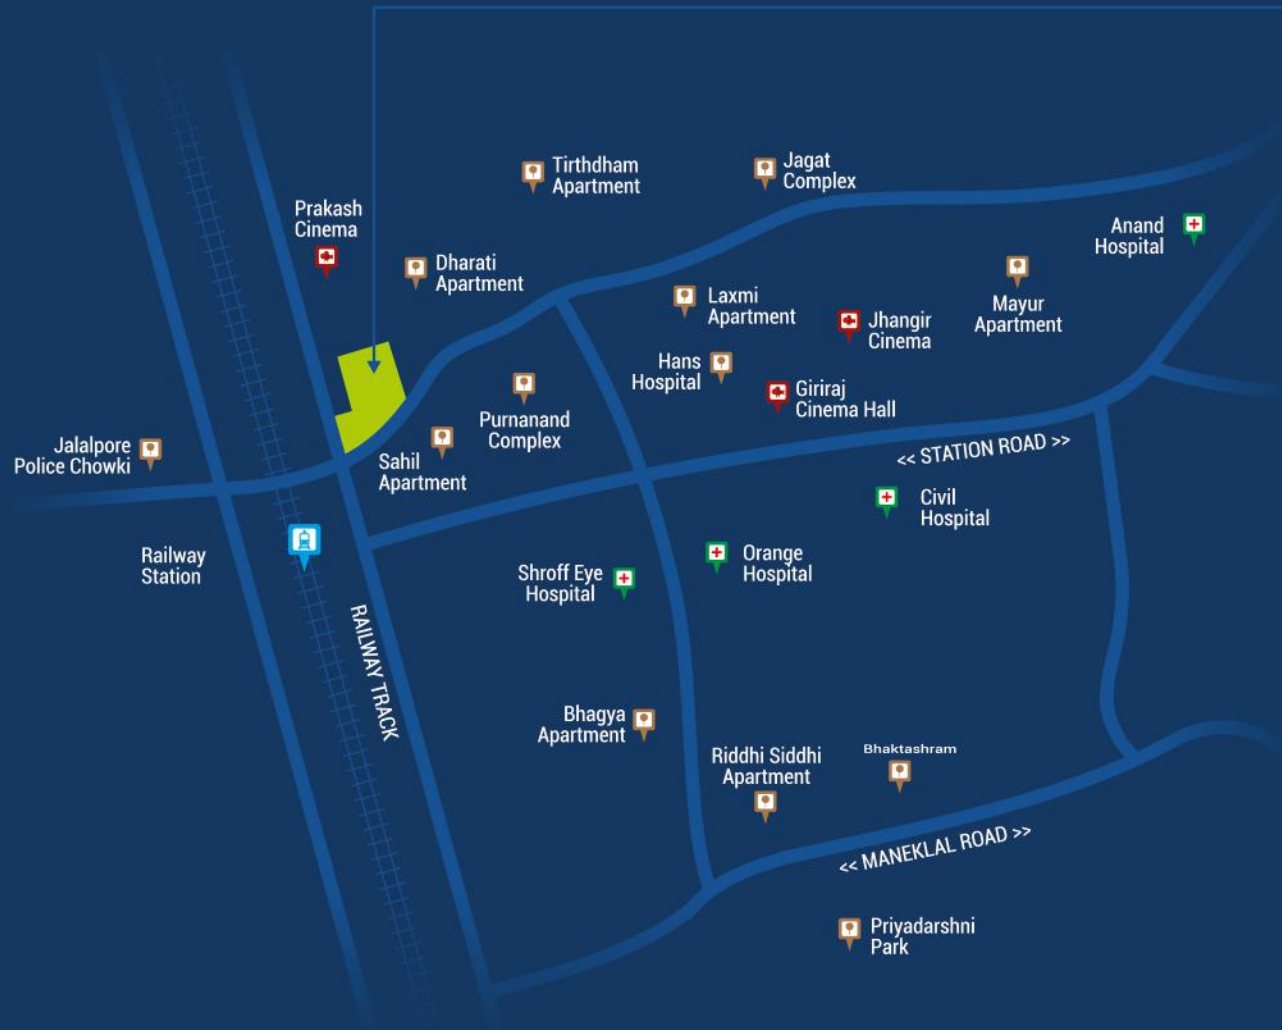 Tirthdham
Apartment
Jagat
Complex
Prakash
Cinema
Anand
Hospital
Dharati
Apartment
Laxmi
Apartment
Mayur
Apartment
Jhangir
Cinema
Hans
Hospital
Giriraj
Cinema Hall
Purnanand
Complex
Jalalpore
Police Chowki
Sahil
Apartment
<< STATION ROAD >>
Civil
Hospital
Railway
Station
Orange
Hospital
Shroff Eye
Hospital
RAILWAY TRACK
Bhagya
Apartment
Riddhi Siddhi
Apartment
Bhaktashram
<< MANEKLAL ROAD >>
Priyadarshni
Park